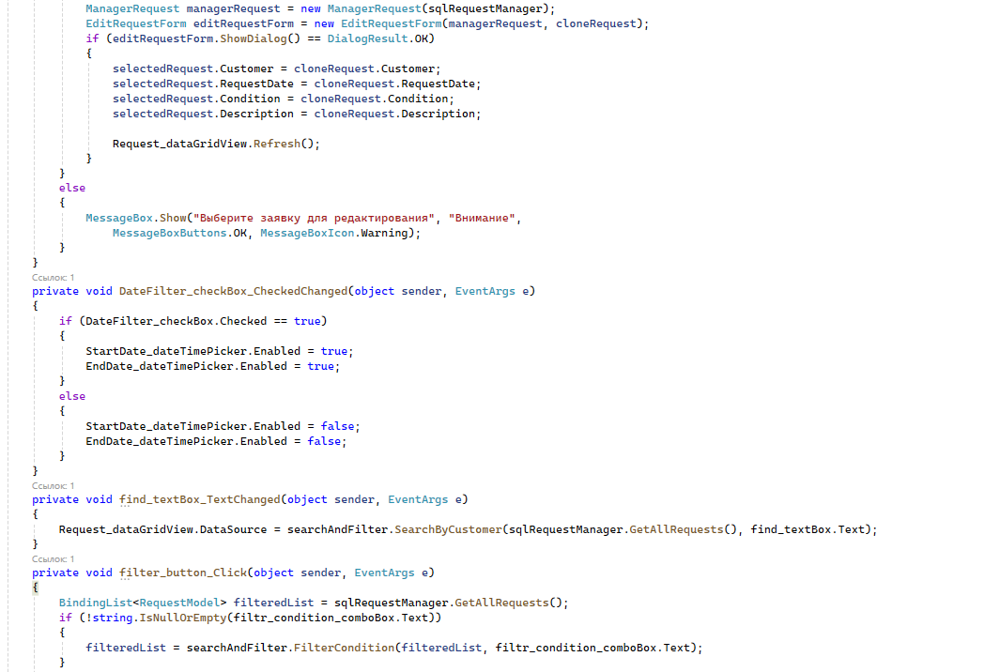 ManagerRequest managerRequest = new ManagerRequest(sqlRequestManager);
EditRequestForm editRequestForm = new EditRequestForm(managerRequest, cloneRequest);
if (editRequestForm.ShowDialog() == DialogResult.OK)
{
selectedRequest.Customer = cloneRequest.Customer;
selectedRequest.RequestDate = cloneRequest.RequestDate;
selectedRequest.Condition = cloneRequest.Condition;
selectedRequest.Description = cloneRequest.Description;
Request_dataGridView.Refresh();
}
}
else
{
MessageBox.Show("Выберите заявку для редактирования", "Внимание",
MessageBoxButtons.OK, MessageBoxIcon.Warning);
}
}
Ссылок: 1
private void DateFilter_checkBox_CheckedChanged(object sender, EventArgs e)
{
if (DateFilter_checkBox.Checked == true)
{
StartDate_dateTimePicker.Enabled = true;
EndDate_dateTimePicker.Enabled = true;
}
else
{
StartDate_dateTimePicker.Enabled = false;
EndDate_dateTimePicker.Enabled = false;
}
}
Ссылок: 1
private void find_textBox_TextChanged(object sender, EventArgs e)
{
Request_dataGridView.DataSource = searchAndFilter.SearchByCustomer(sqlRequestManager.GetAllRequests(), find_textBox.Text);
}
Ссылок: 1
private void filter_button_Click(object sender, EventArgs e)
{
BindingList<RequestModel> filteredList = sqlRequestManager.GetAllRequests();
if (!string.IsNullOrEmpty(filtr_condition_comboBox.Text))
{
filteredList = searchAndFilter.FilterCondition(filteredList, filtr_condition_comboBox.Text);
}